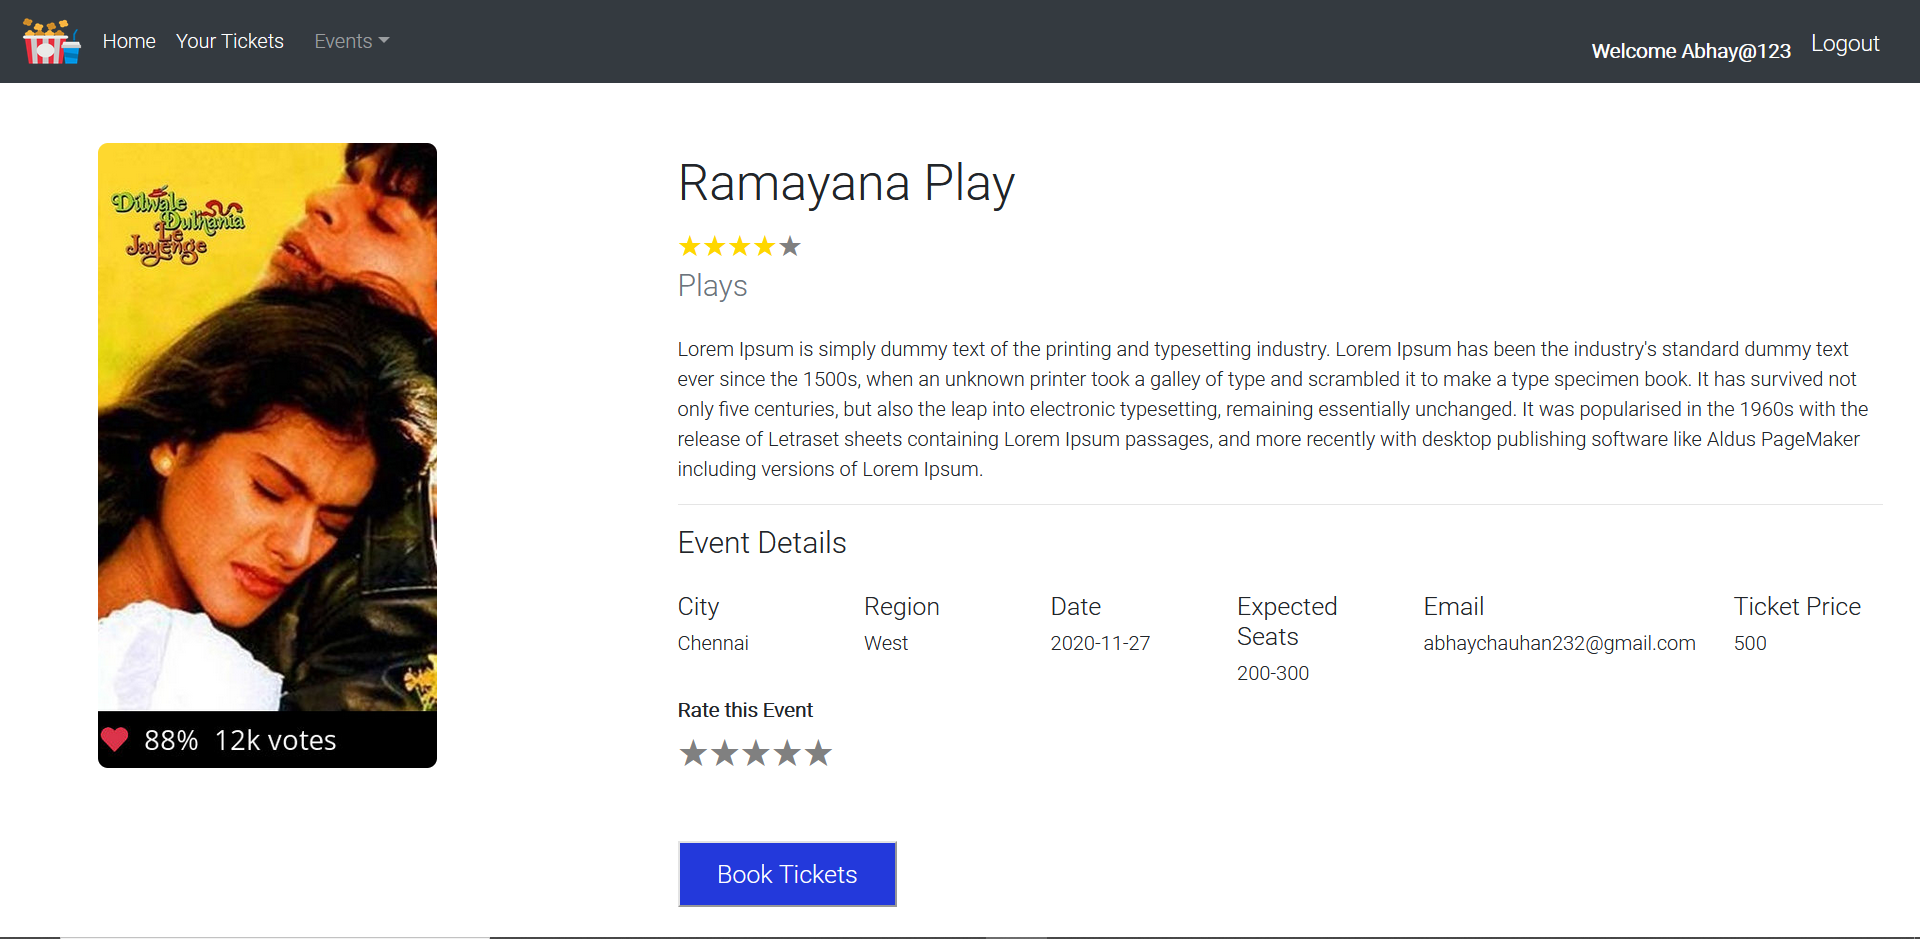 Home Your Tickets Events
Welcome Abhay@123 Logout
Dilwale
Dulhania
Le
Jayenge
88% 12k votes
Ramayana Play
Plays
Lorem Ipsum is simply dummy text of the printing and typesetting industry. Lorem Ipsum has been the industry's standard dummy text
ever since the 1500s, when an unknown printer took a galley of type and scrambled it to make a type specimen book. It has survived not
only five centuries, but also the leap into electronic typesetting, remaining essentially unchanged. It was popularised in the 1960s with the
release of Letraset sheets containing Lorem Ipsum passages, and more recently with desktop publishing software like Aldus PageMaker
including versions of Lorem Ipsum.
Event Details
City
Chennai
Region
West
Date
2020-11-27
Expected
Seats
200-300
Email
abhaychauhan232@gmail.com
Ticket Price
500
Rate this Event
Book Tickets